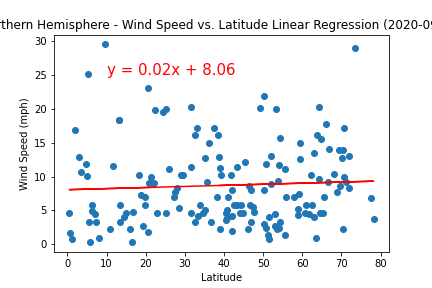 rthern Hemisphere - Wind Speed vs. Latitude Linear Regression (2020-09
30
25
20
15
10
5
0
y = 0.02x + 8.06
Wind Speed (mph)
0 10 20 30 40 50 60 70 80
Latitude